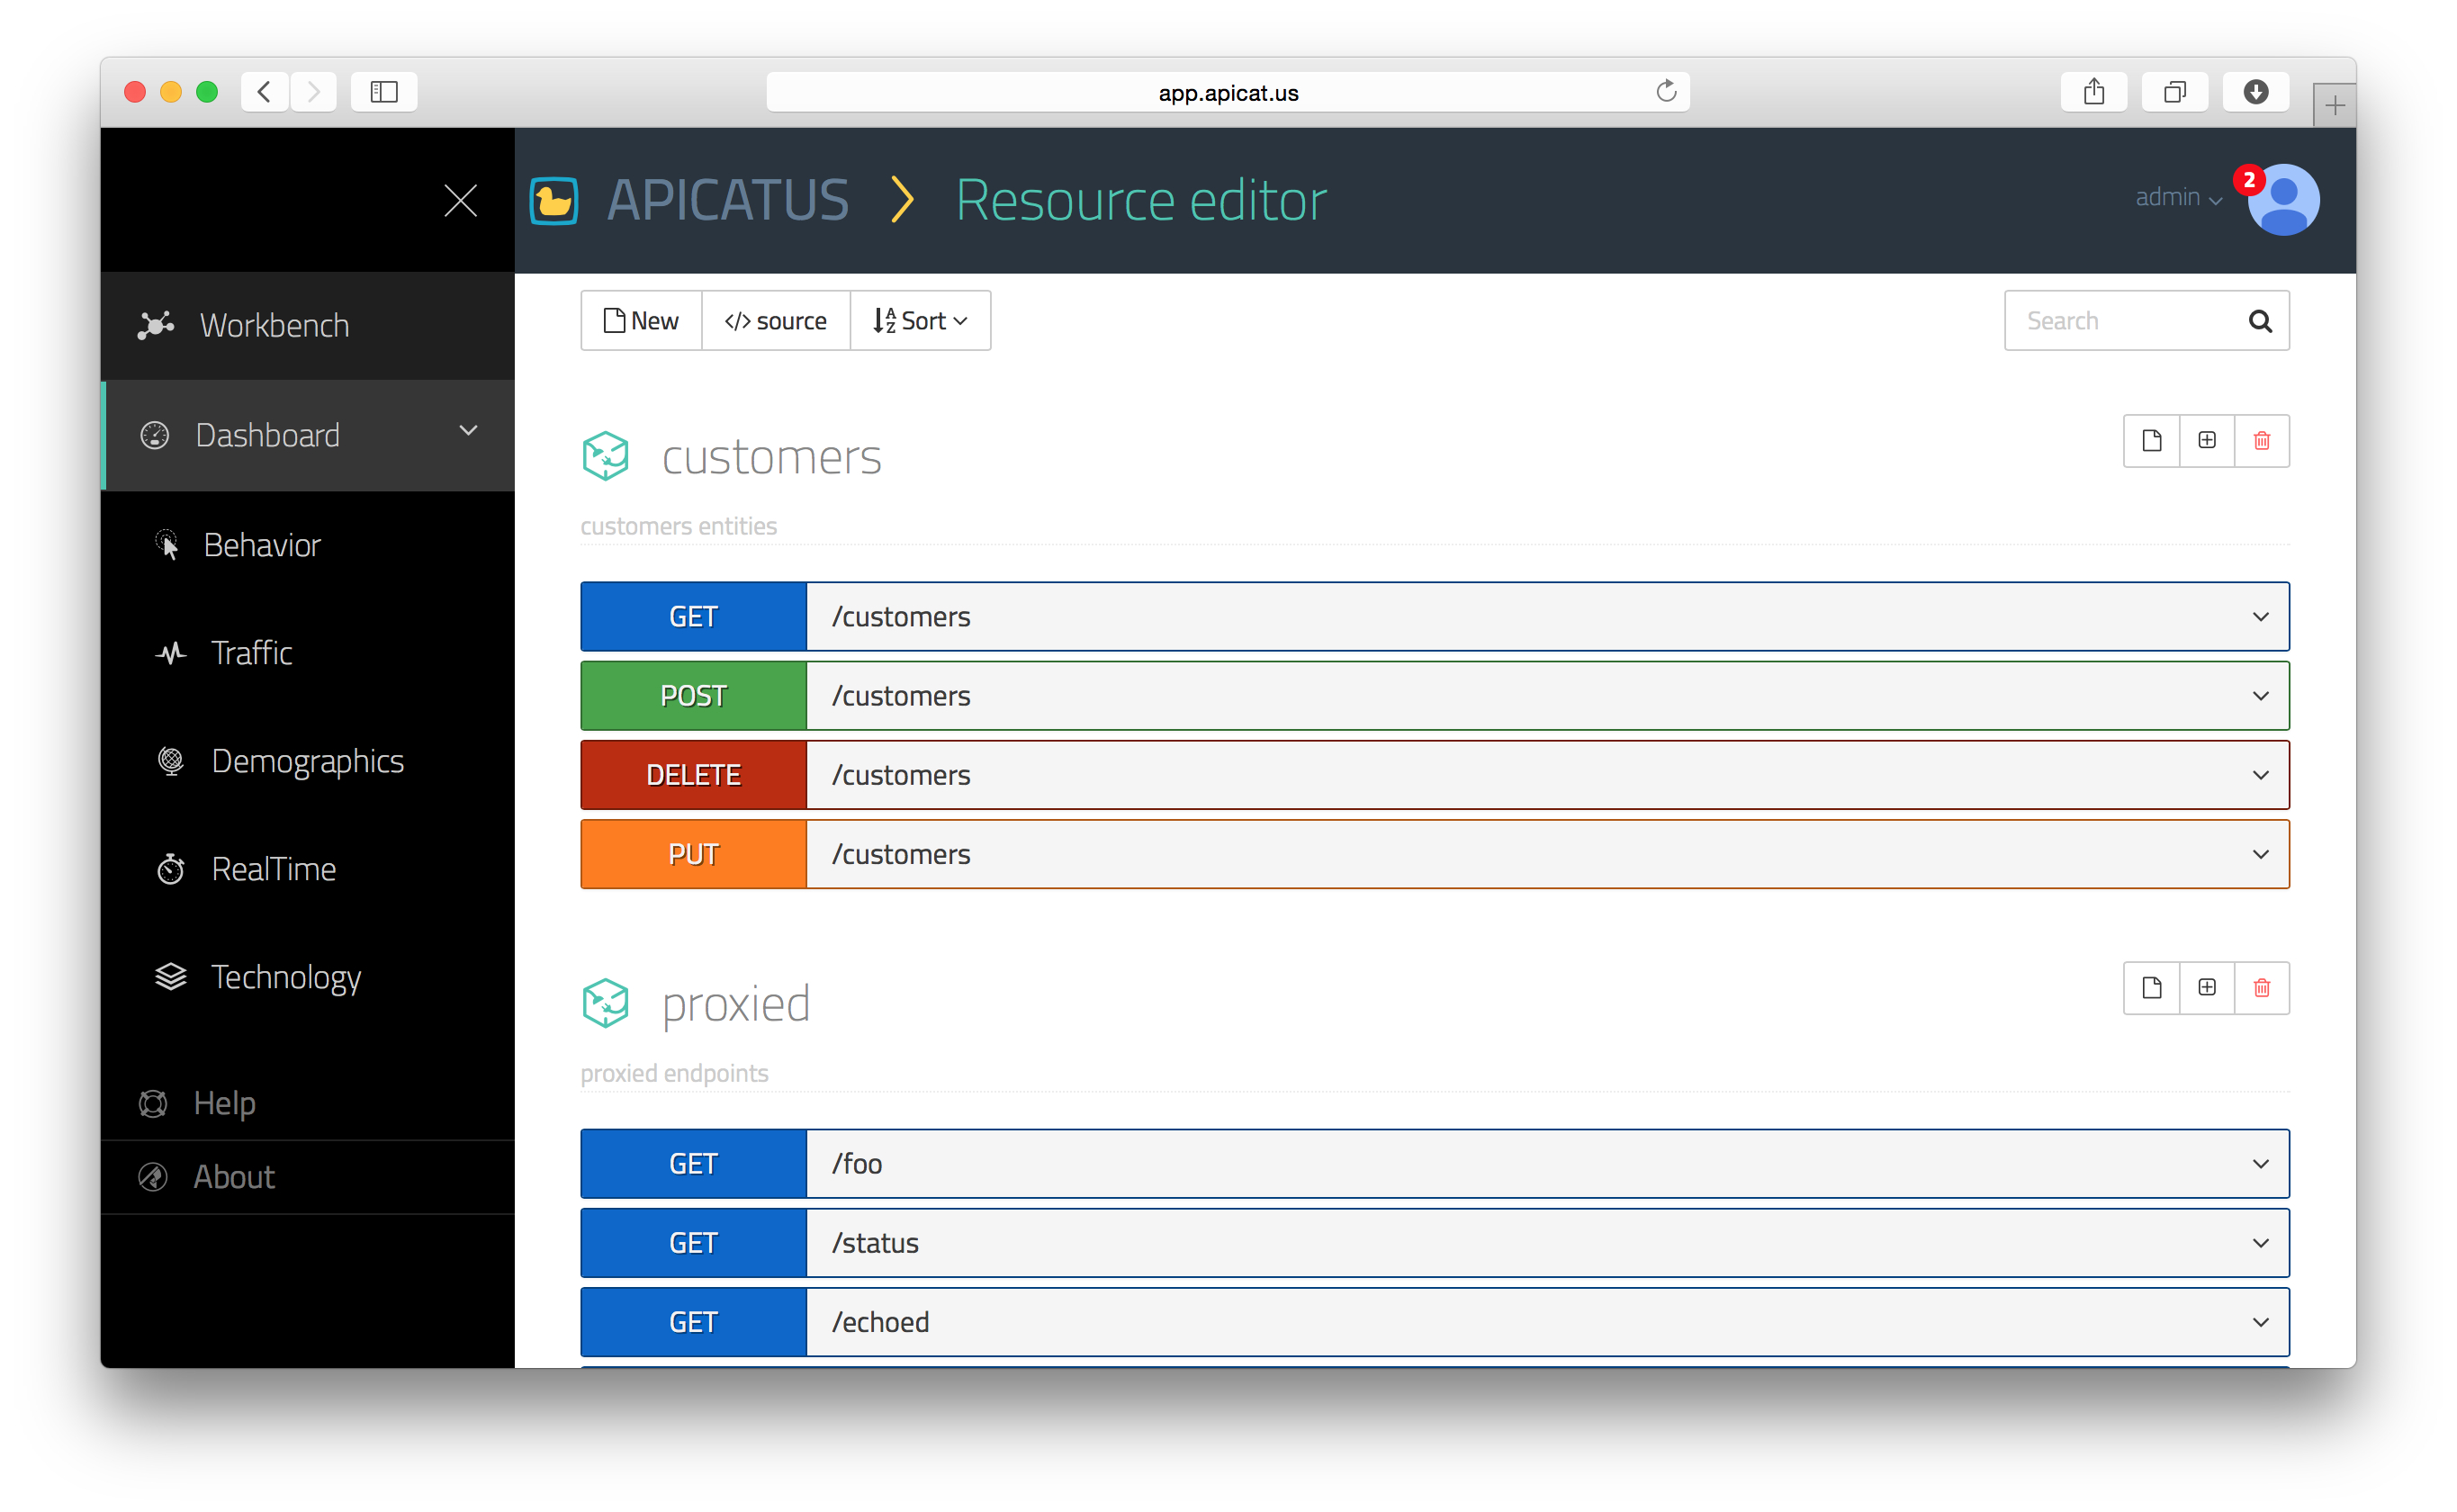 app.apicat.us
APICATUS Resource editor
admin 2
Workbench
Dashboard
Behavior
Traffic
Demographics
RealTime
Technology
Help
About
New </> source AZ Sort
Search
customers
customers entities
GET /customers
POST /customers
DELETE /customers
PUT /customers
proxied
proxied endpoints
GET /foo
GET /status
GET /echoed